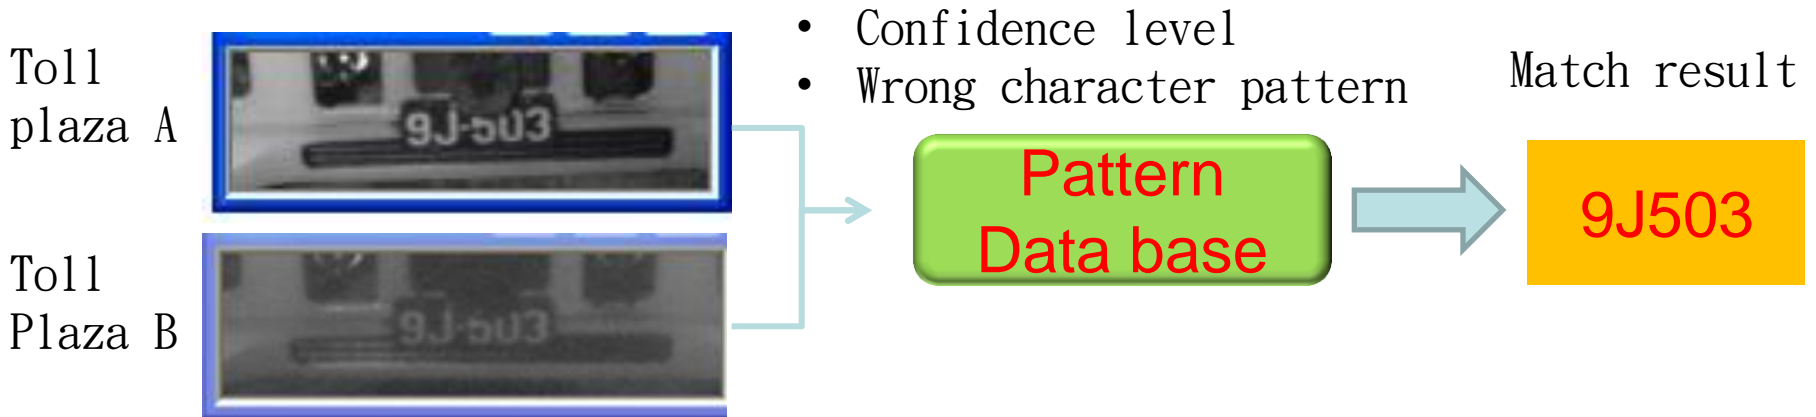 Toll
plaza A
9J-503
Toll
Plaza B
9J-503
• Confidence level
• Wrong character pattern
Pattern
Data base
Match result
9J503